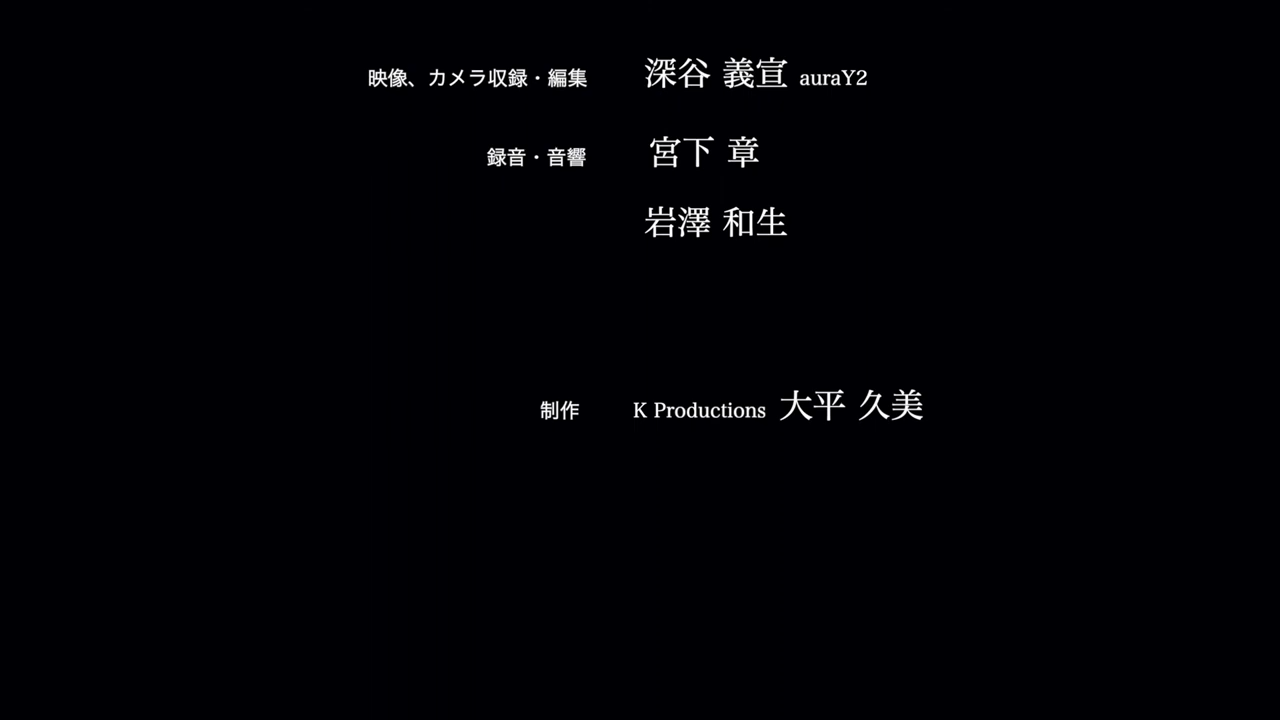 映像、カメラ収録・編集 深谷 義宣 auraY2
録音・音響 宮下 章
岩澤 和生
制作 K Productions 大平 久美